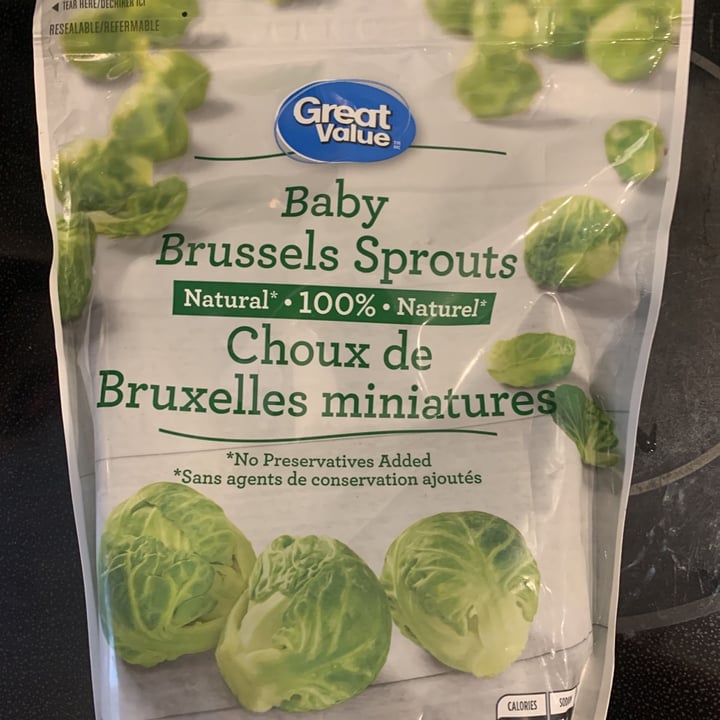 TEAR HERE/DÉCHIRER ICI
RESEALABLE/REFERMABLE
Great
Value
Baby
Brussels Sprouts
Natural* • 100% • Naturel*
Choux de
Bruxelles miniatures
*No Preservatives Added
*Sans agents de conservation ajoutés
CALORIES